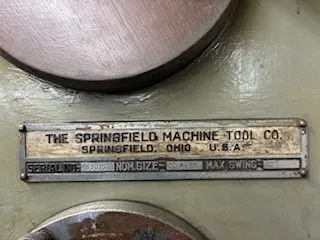 THE SPRINGFIELD MACHINE TOOL CO.
SPRINGFIELD, OHIO U.S.A
SERIAL NO. NOM. SIZE- MAX. SWING-